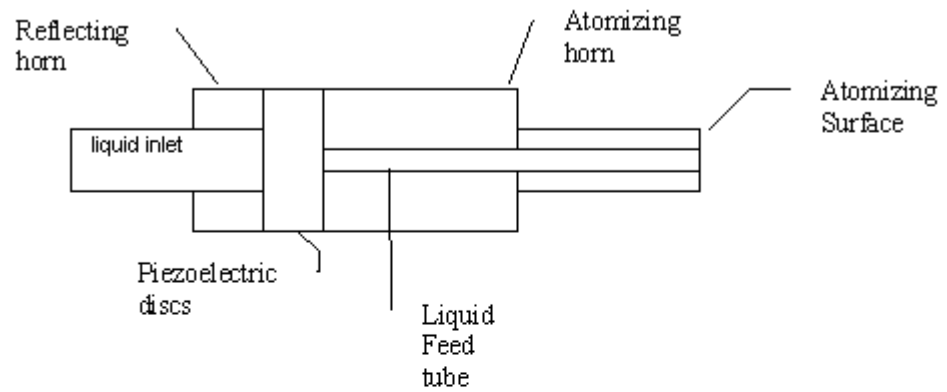 Reflecting
horn
Atomizing
horn
Atomizing
Surface
liquid inlet
Piezoelectric
discs
Liquid
Feed
tube